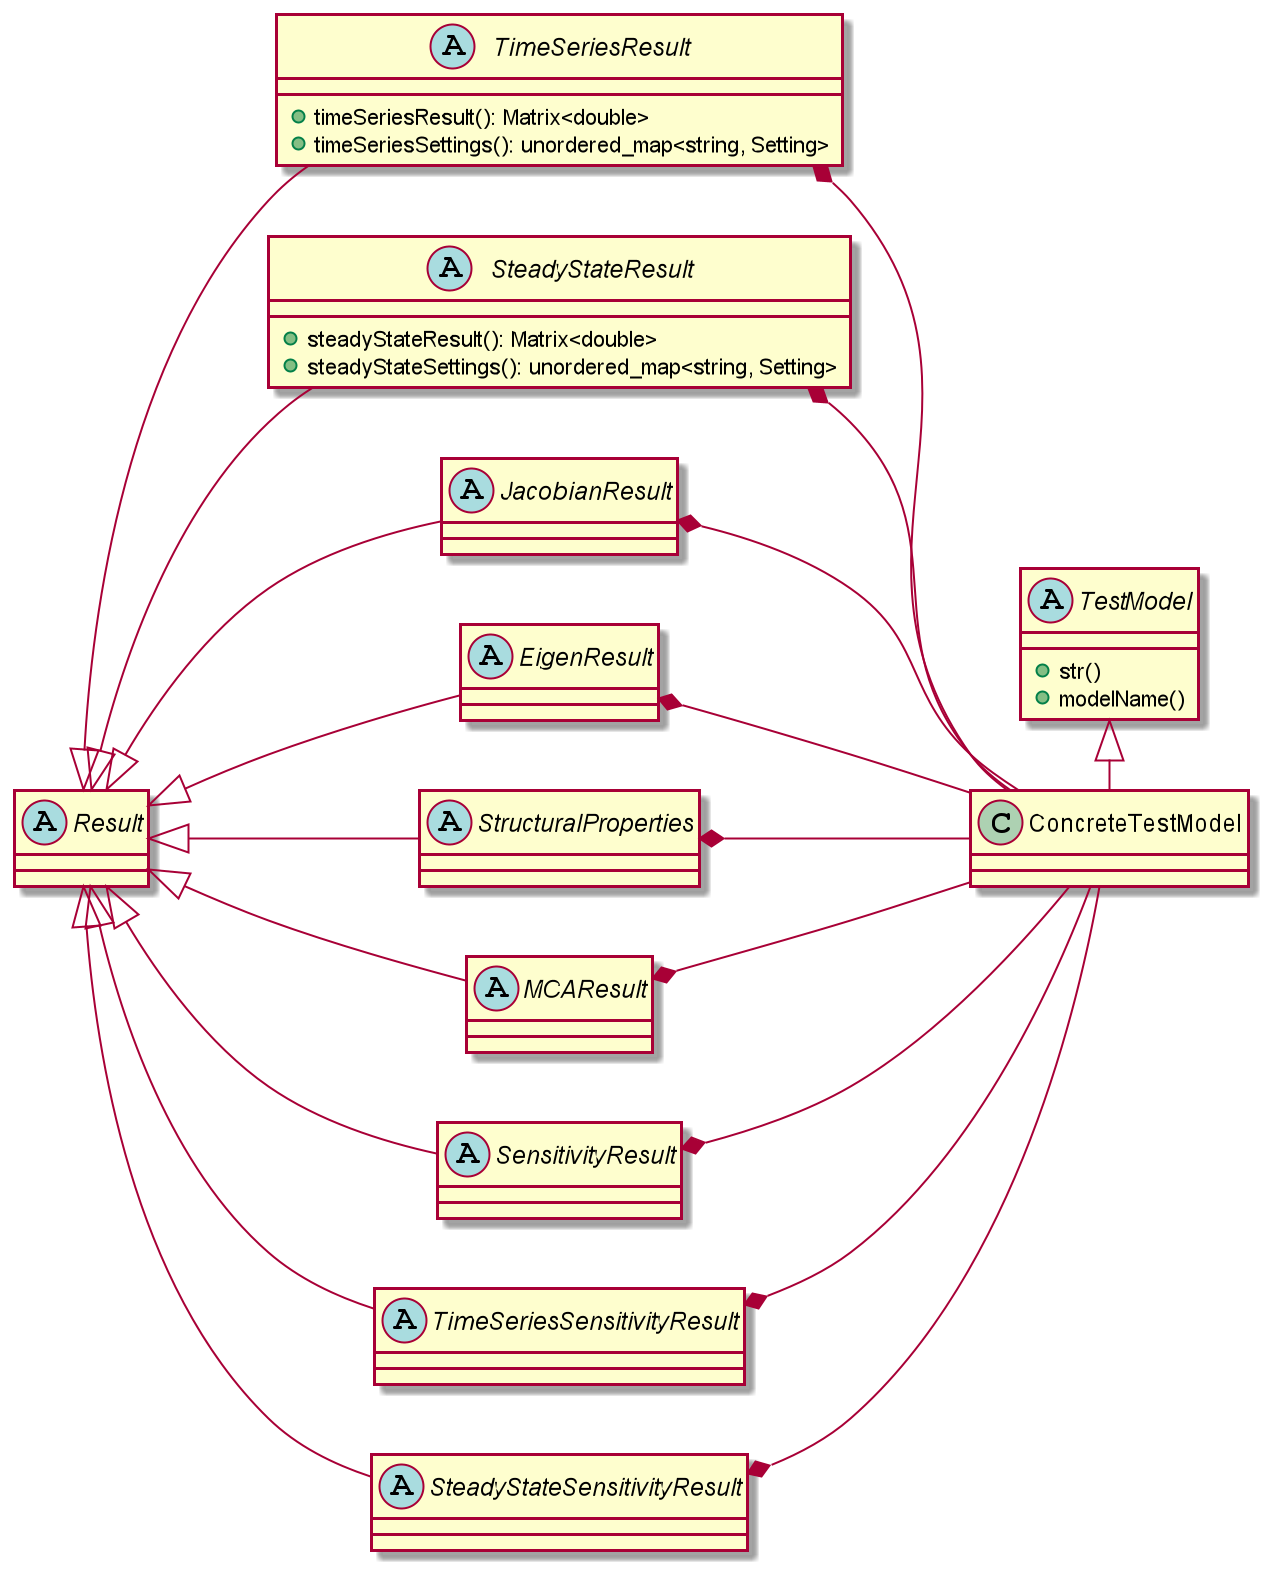 A TimeSeriesResult
timeSeriesResult(): Matrix<double>
timeSeriesSettings(): unordered_map<string, Setting>
A SteadyStateResult
steadyStateResult(): Matrix<double>
steadyStateSettings(): unordered_map<string, Setting>
A JacobianResult
A TestModel
str()
modelName()
A EigenResult
A Result
A StructuralProperties
C ConcreteTestModel
A MCAResult
A SensitivityResult
A TimeSeriesSensitivityResult
A SteadyStateSensitivityResult